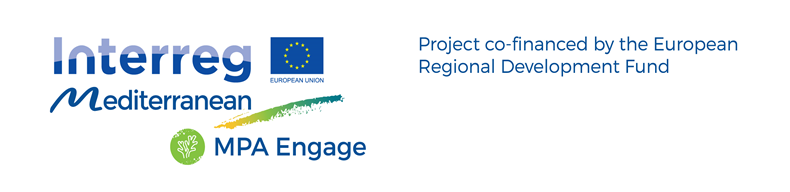 Interreg
EUROPEAN UNION
Mediterranean
MPA Engage
Project co-financed by the European
Regional Development Fund